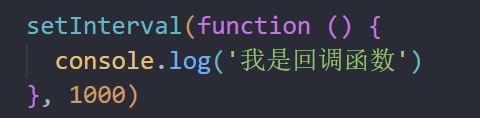 setInterval(function () {
  console.log('我是回调函数')
}, 1000)